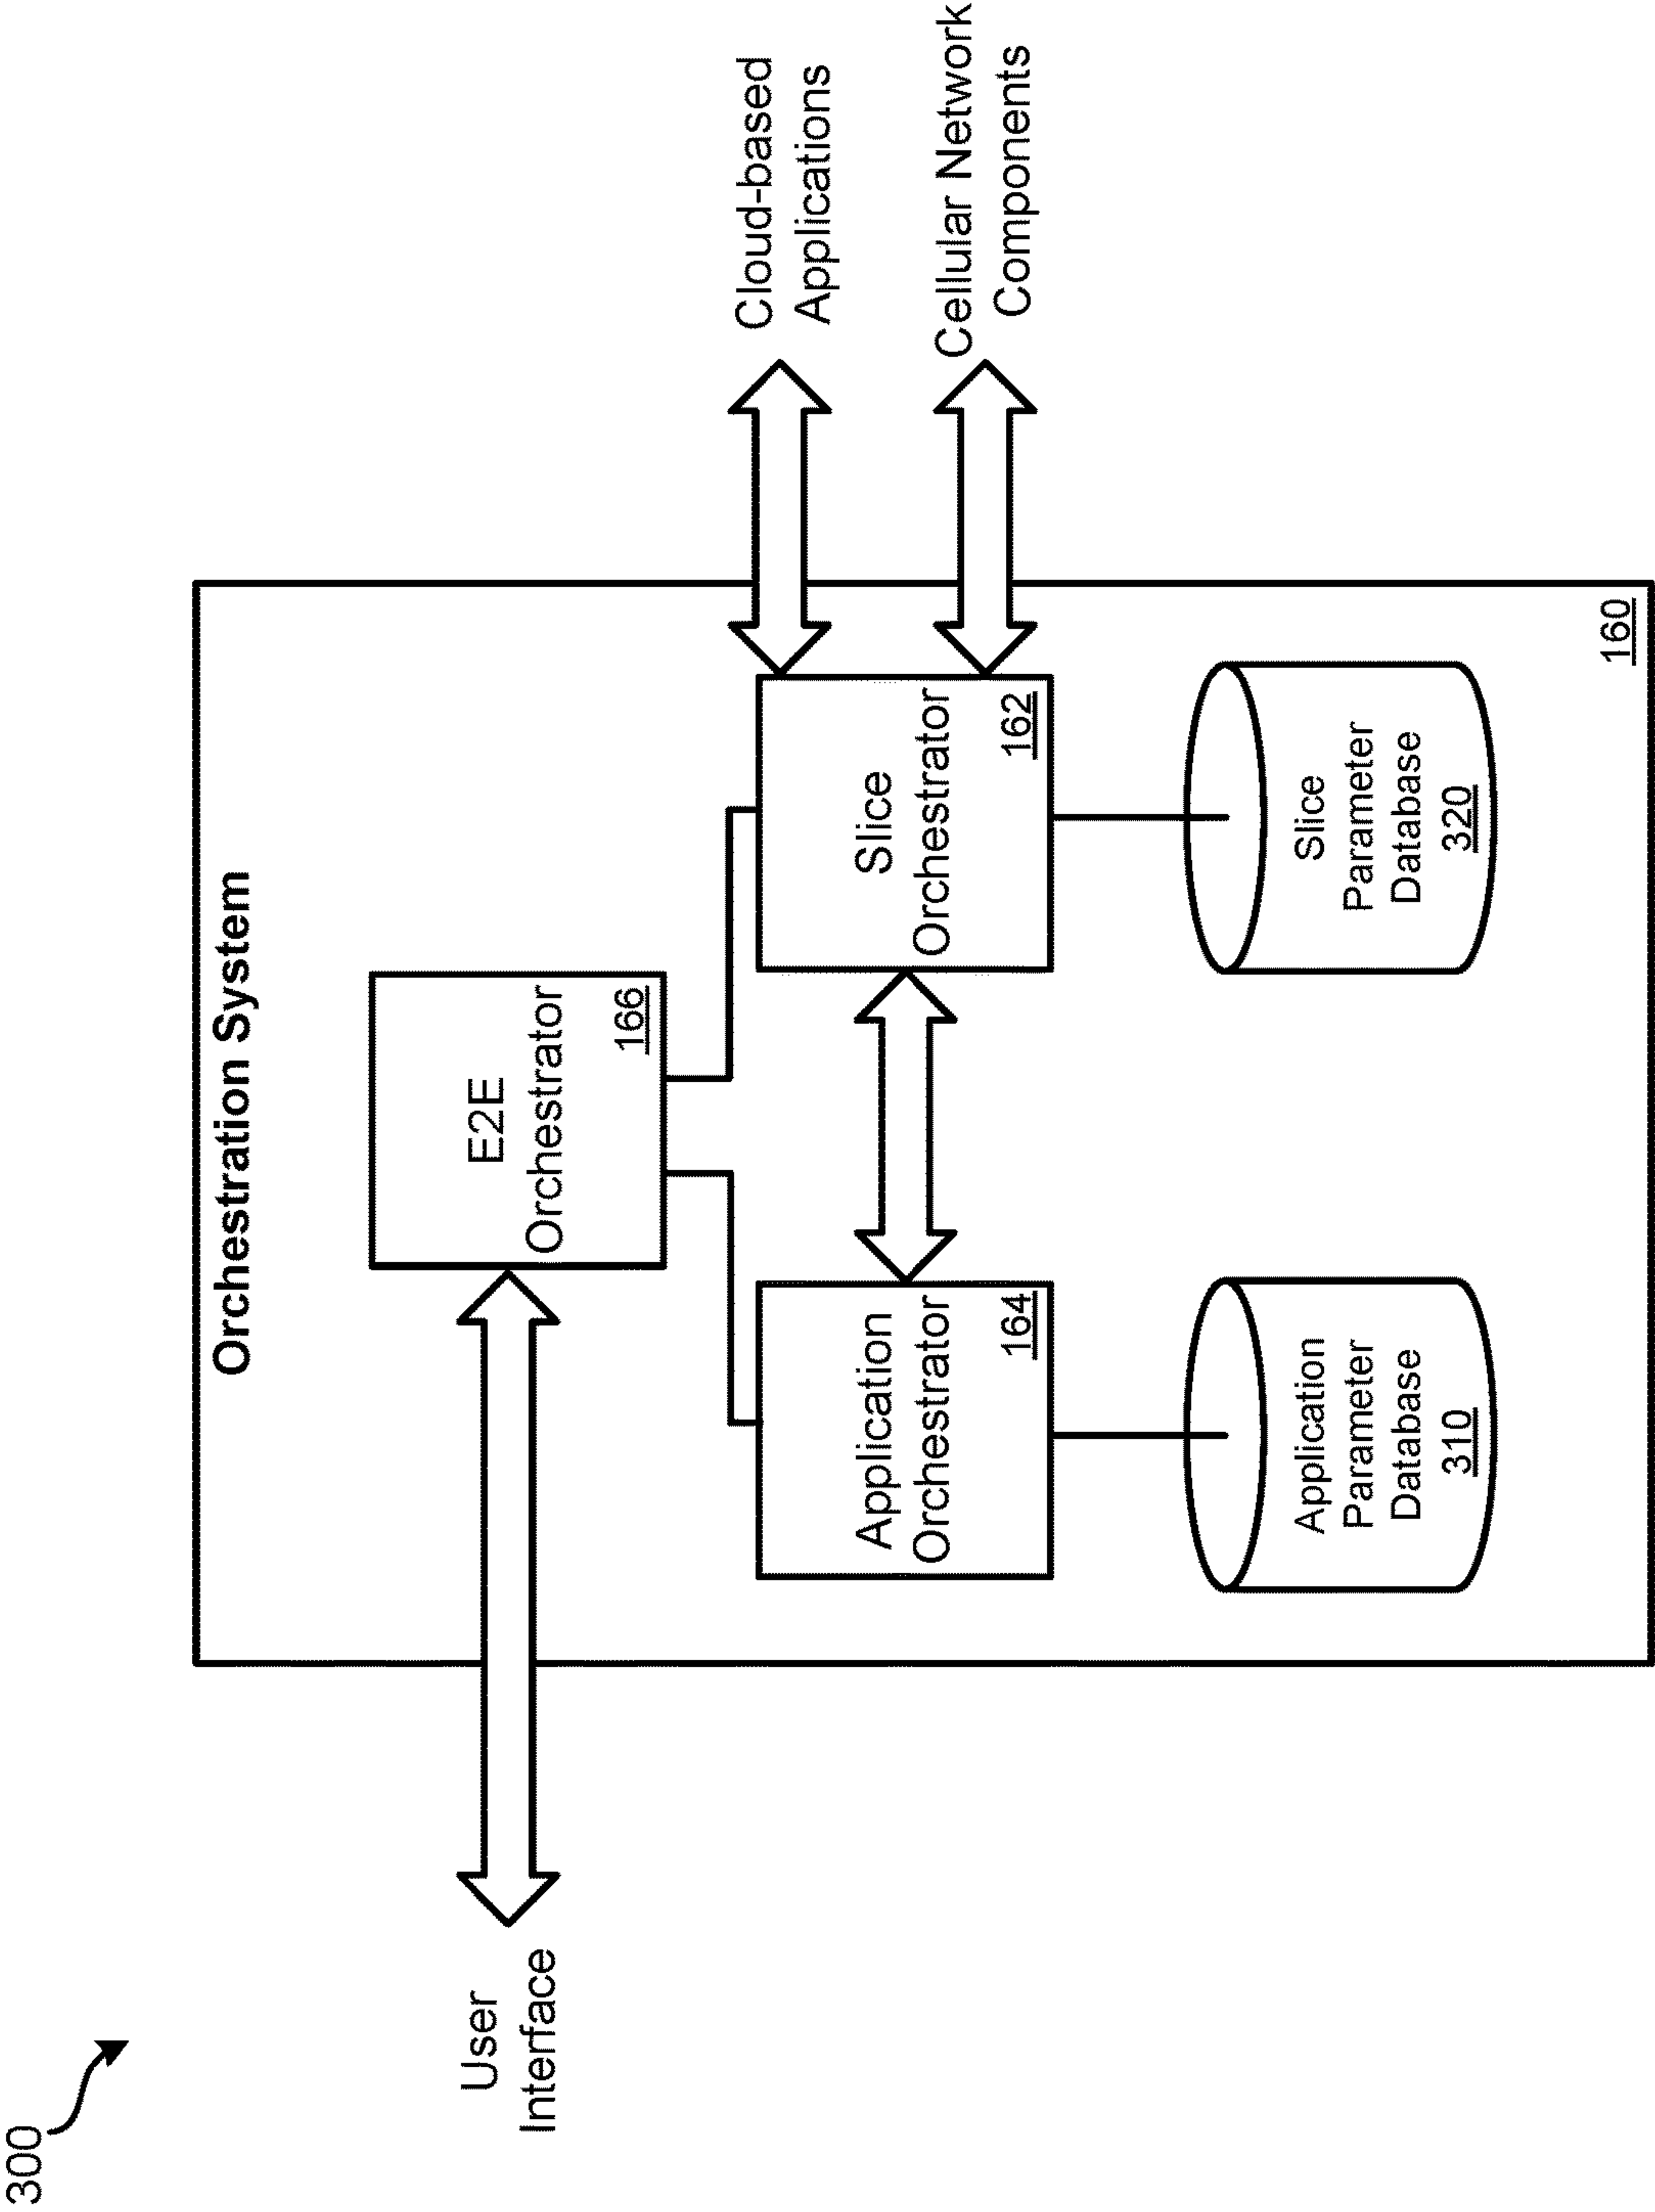 300
Orchestration System
User
Interface
E2E
Orchestrator
166
Application
Orchestrator
164
Slice
Orchestrator
162
Cloud-based
Applications
Cellular Network
Components
Application
Parameter
Database
310
Slice
Parameter
Database
320
160